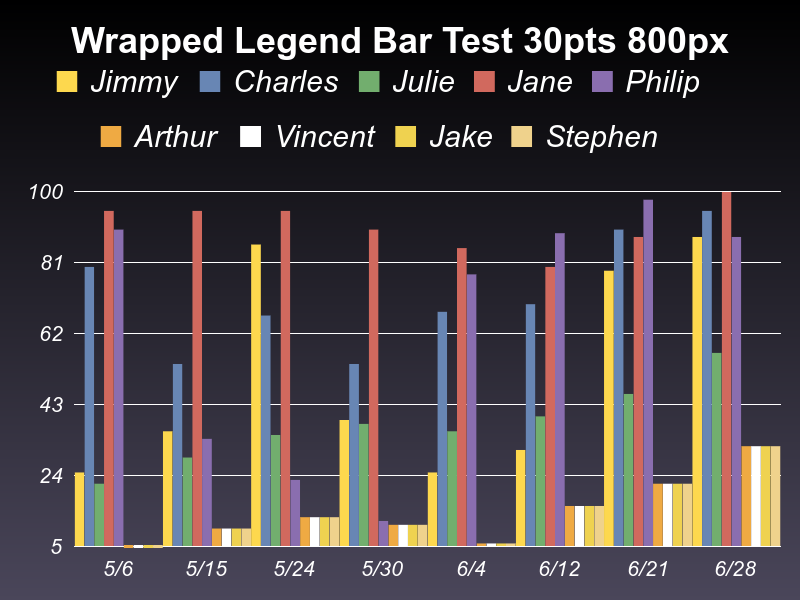 Wrapped Legend Bar Test 30pts 800px
Jimmy Charles Julie Jane Philip
Arthur Vincent Jake Stephen
100
81
62
43
24
5
5/6 5/15 5/24 5/30 6/4 6/12 6/21 6/28